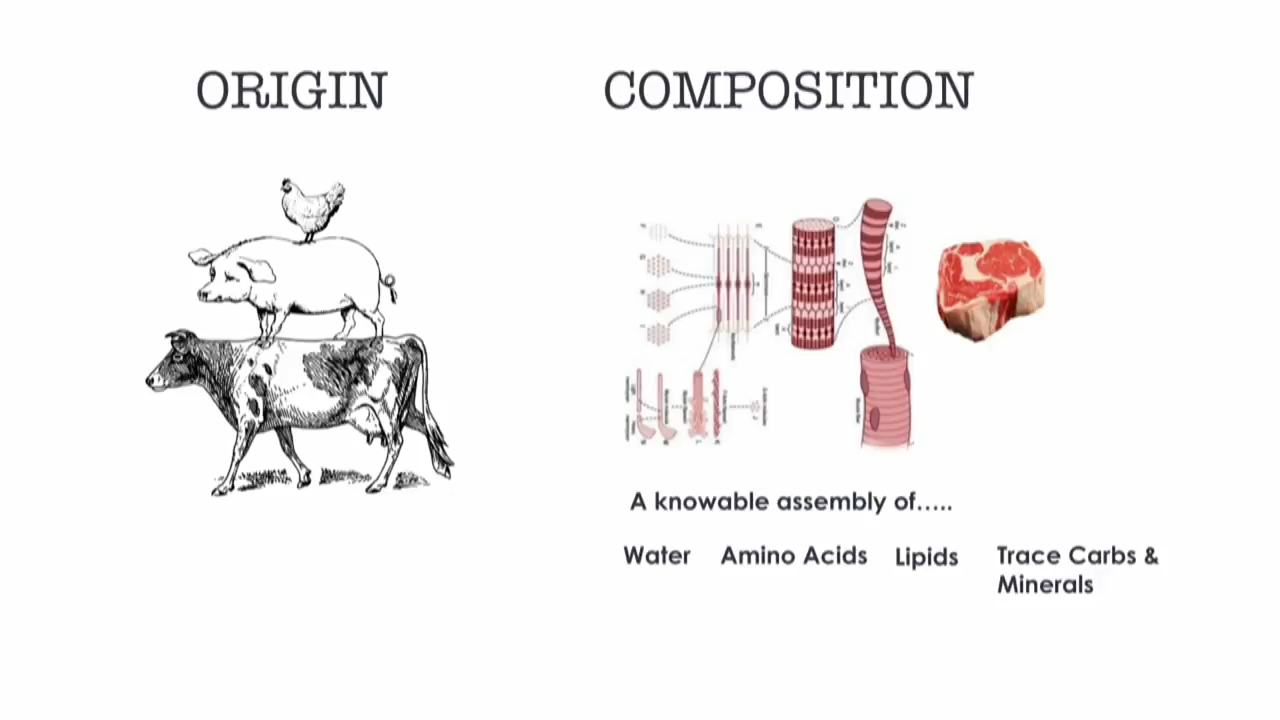 ORIGIN
COMPOSITION
A knowable assembly of.....
Water
Amino Acids
Lipids
Trace Carbs &
Minerals